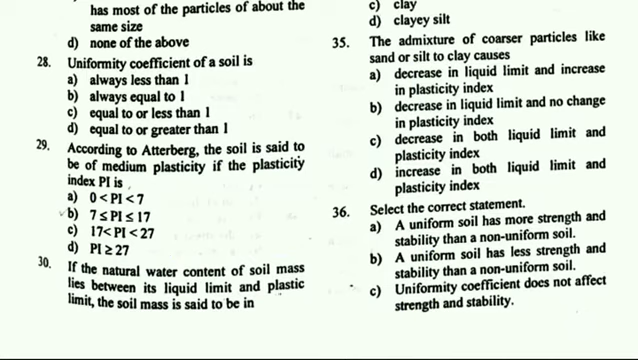 has most of the particles of about the
same size
d) none of the above
28. Uniformity coefficient of a soil is
a) always less than 1
b) always equal to 1
c) equal to or less than 1
d) equal to or greater than 1
29. According to Atterberg, the soil is said to
be of medium plasticity if the plasticity
index PI is
a) 0 < PI < 7
b) 7 ≤ PI ≤ 17
c) 17 < PI < 27
d) PI ≥ 27
30. If the natural water content of soil mass
lies between its liquid limit and plastic
limit, the soil mass is said to be in
c) clay
d) clayey silt
35. The admixture of coarser particles like
sand or silt to clay causes
a) decrease in liquid limit and increase
in plasticity index
b) decrease in liquid limit and no change
in plasticity index
c) decrease in both liquid limit and
plasticity index
d) increase in both liquid limit and
plasticity index
36. Select the correct statement.
a) A uniform soil has more strength and
stability than a non-uniform soil.
b) A uniform soil has less strength and
stability than a non-uniform soil.
c) Uniformity coefficient does not affect
strength and stability.